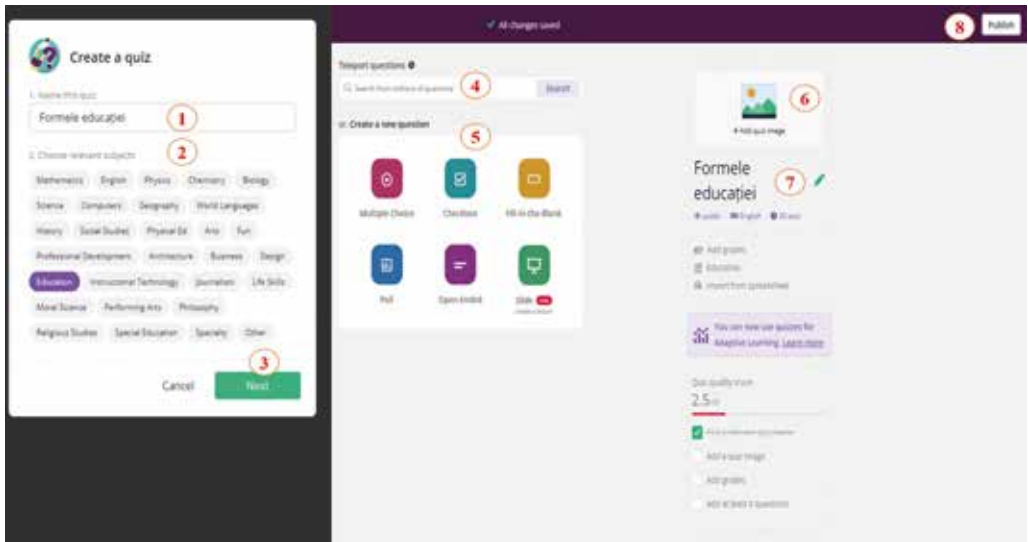 Create a quiz
1. Name this quiz
Formele educației
1
2. Choose relevant subjects
2
Mathematics English Physics Chemistry Biology
Science Computers Geography World Languages
History Social Studies Physical Ed Arts Fun
Professional Development Architecture Business Design
Education Instructional Technology Journalism Life Skills
Moral Science Performing Arts Philosophy
Religious Studies Special Education Specialty Other
3
Cancel Next
All changes saved
8
Publish
Teleport questions
Search from millions of questions
4
Search
or, Create a new question
5
Multiple Choice Checkbox Fill-in-the-Blank
Poll Open-Ended Slide
6
Add quiz image
Formele
educației
7
public English
Add grades
Education
Import from spreadsheet
You can now use quizzes for
Adaptive Learning. Learn more
Quiz quality score
2.5
Add a quiz image
Add grades
Add at least 4 questions